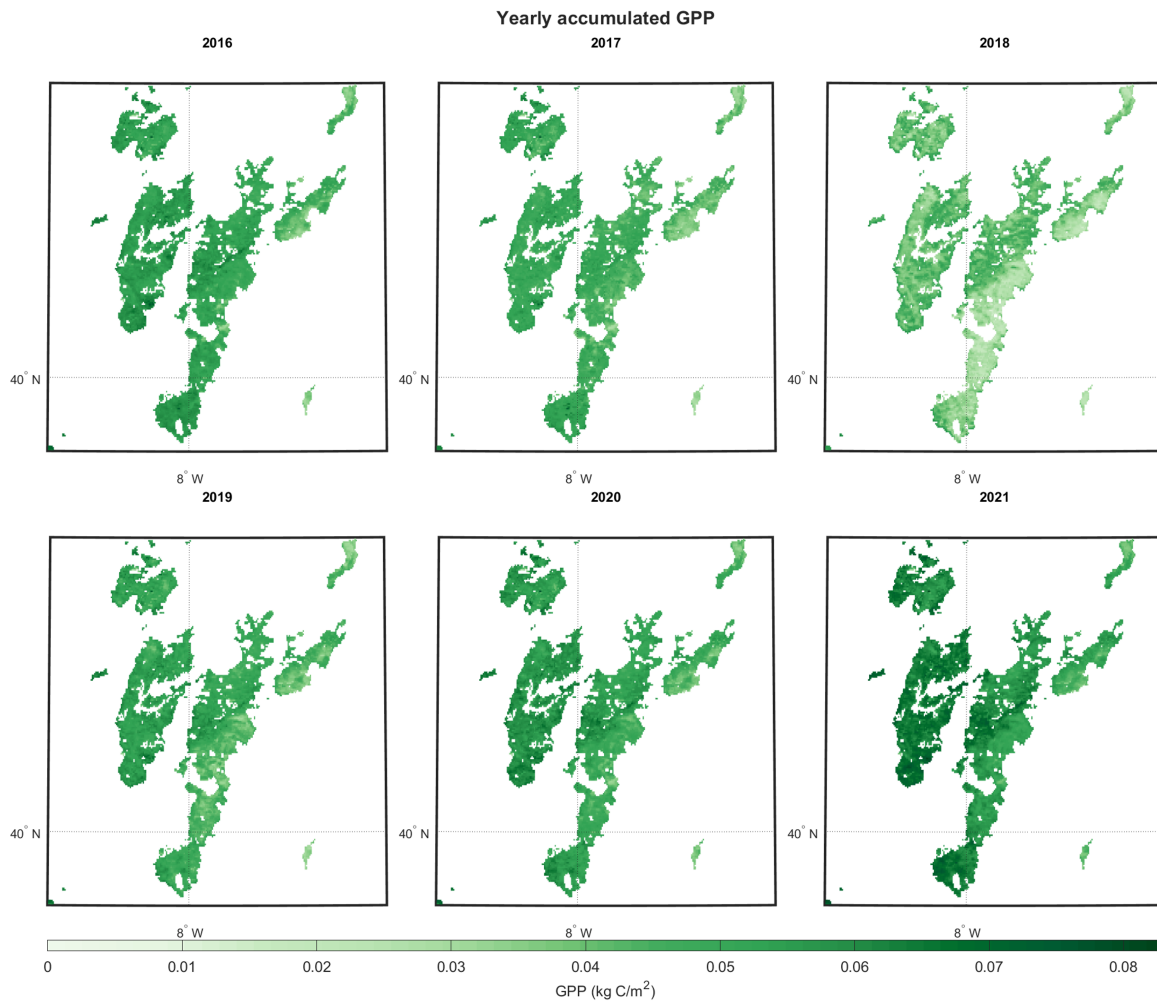 Yearly accumulated GPP
2016 2017 2018
40° N 40° N 40° N
8° W 8° W 8° W
2019 2020 2021
40° N 40° N 40° N
8° W 8° W 8° W
0 0.01 0.02 0.03 0.04 0.05 0.06 0.07 0.08
GPP (kg C/m²)